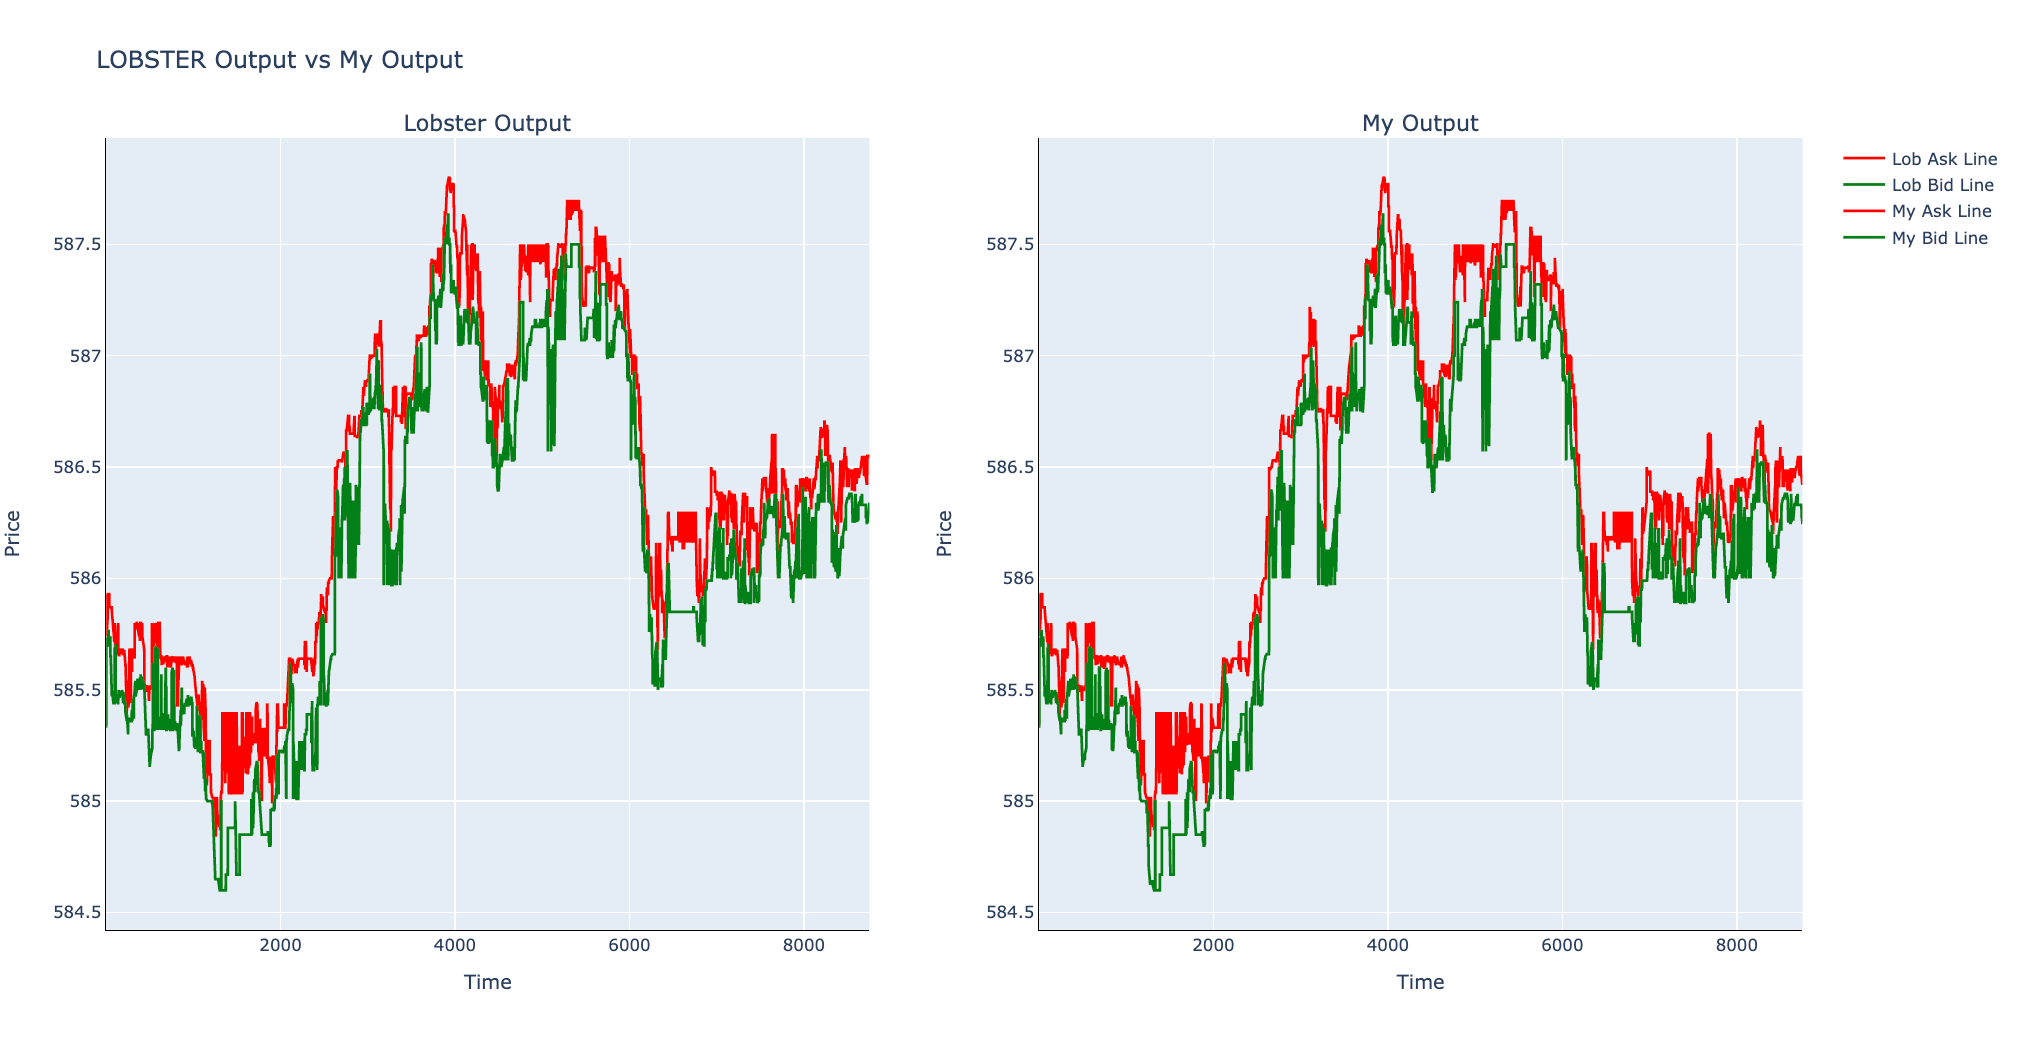 LOBSTER Output vs My Output
Lobster Output
587.5
587
586.5
586
585.5
585
584.5
Price
2000 4000 6000 8000
Time
My Output
587.5
587
586.5
586
585.5
585
584.5
Price
2000 4000 6000 8000
Time
Lob Ask Line
Lob Bid Line
My Ask Line
My Bid Line